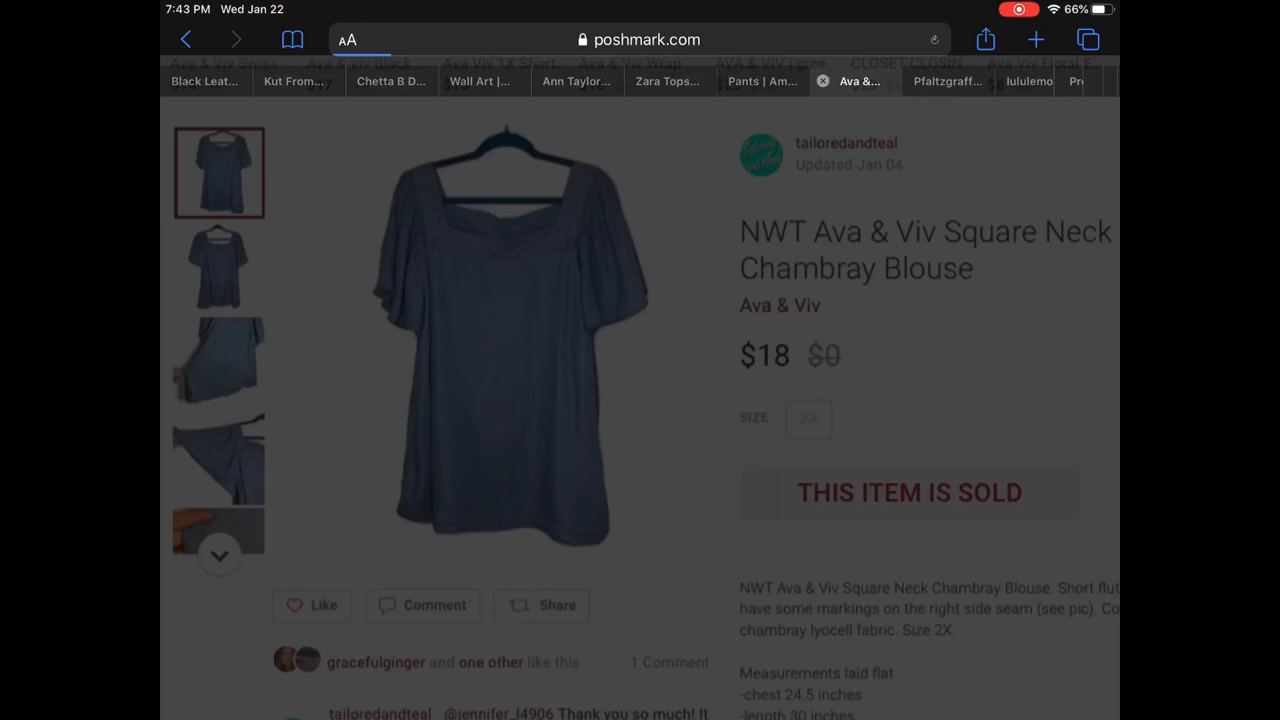 7:43 PM Wed Jan 22
66%
AA
poshmark.com
Black Leat...
Kut From...
Chetta B D...
Wall Art |...
Ann Taylor...
Zara Tops...
Pants | Am...
Ava &...
Pfaltzgraff...
lululemo
Pr
tailoredandteal
Updated Jan 04
NWT Ava & Viv Square Neck
Chambray Blouse
Ava & Viv
$18 $0
SIZE 2X
THIS ITEM IS SOLD
NWT Ava & Viv Square Neck Chambray Blouse. Short flut
have some markings on the right side seam (see pic). Co
chambray lyocell fabric. Size 2X.
Measurements laid flat
-chest 24.5 inches
-length 30 inches
Like
Comment
Share
gracefulginger and one other like this
1 Comment
tailoredandteal @jennifer_l4906 Thank you so much! It